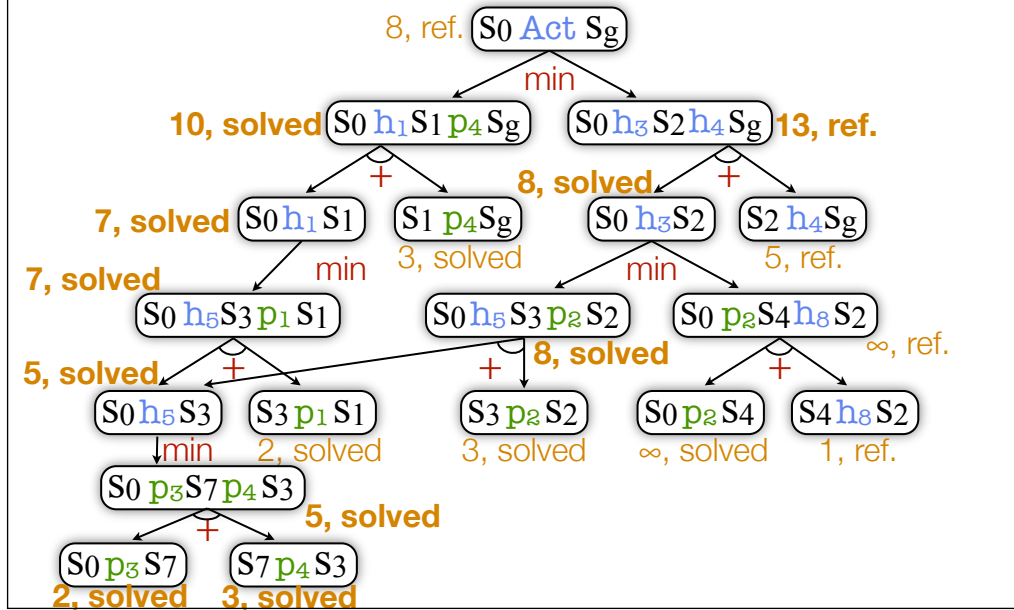 8, ref. S0 Act Sg
min
10, solved S0 h1 S1 p4 Sg S0 h3 S2 h4 Sg 13, ref.
+ +
8, solved
7, solved S0 h1 S1 S1 p4 Sg S0 h3 S2 S2 h4 Sg
3, solved 5, ref.
min min
7, solved
S0 h5 S3 p1 S1 S0 h5 S3 p2 S2 S0 p2 S4 h8 S2
∞, ref.
5, solved + + 8, solved +
S0 h5 S3 S3 p1 S1 S3 p2 S2 S0 p2 S4 S4 h8 S2
min 2, solved 3, solved ∞, solved 1, ref.
S0 p3 S7 p4 S3
+ 5, solved
S0 p3 S7 S7 p4 S3
2, solved 3, solved